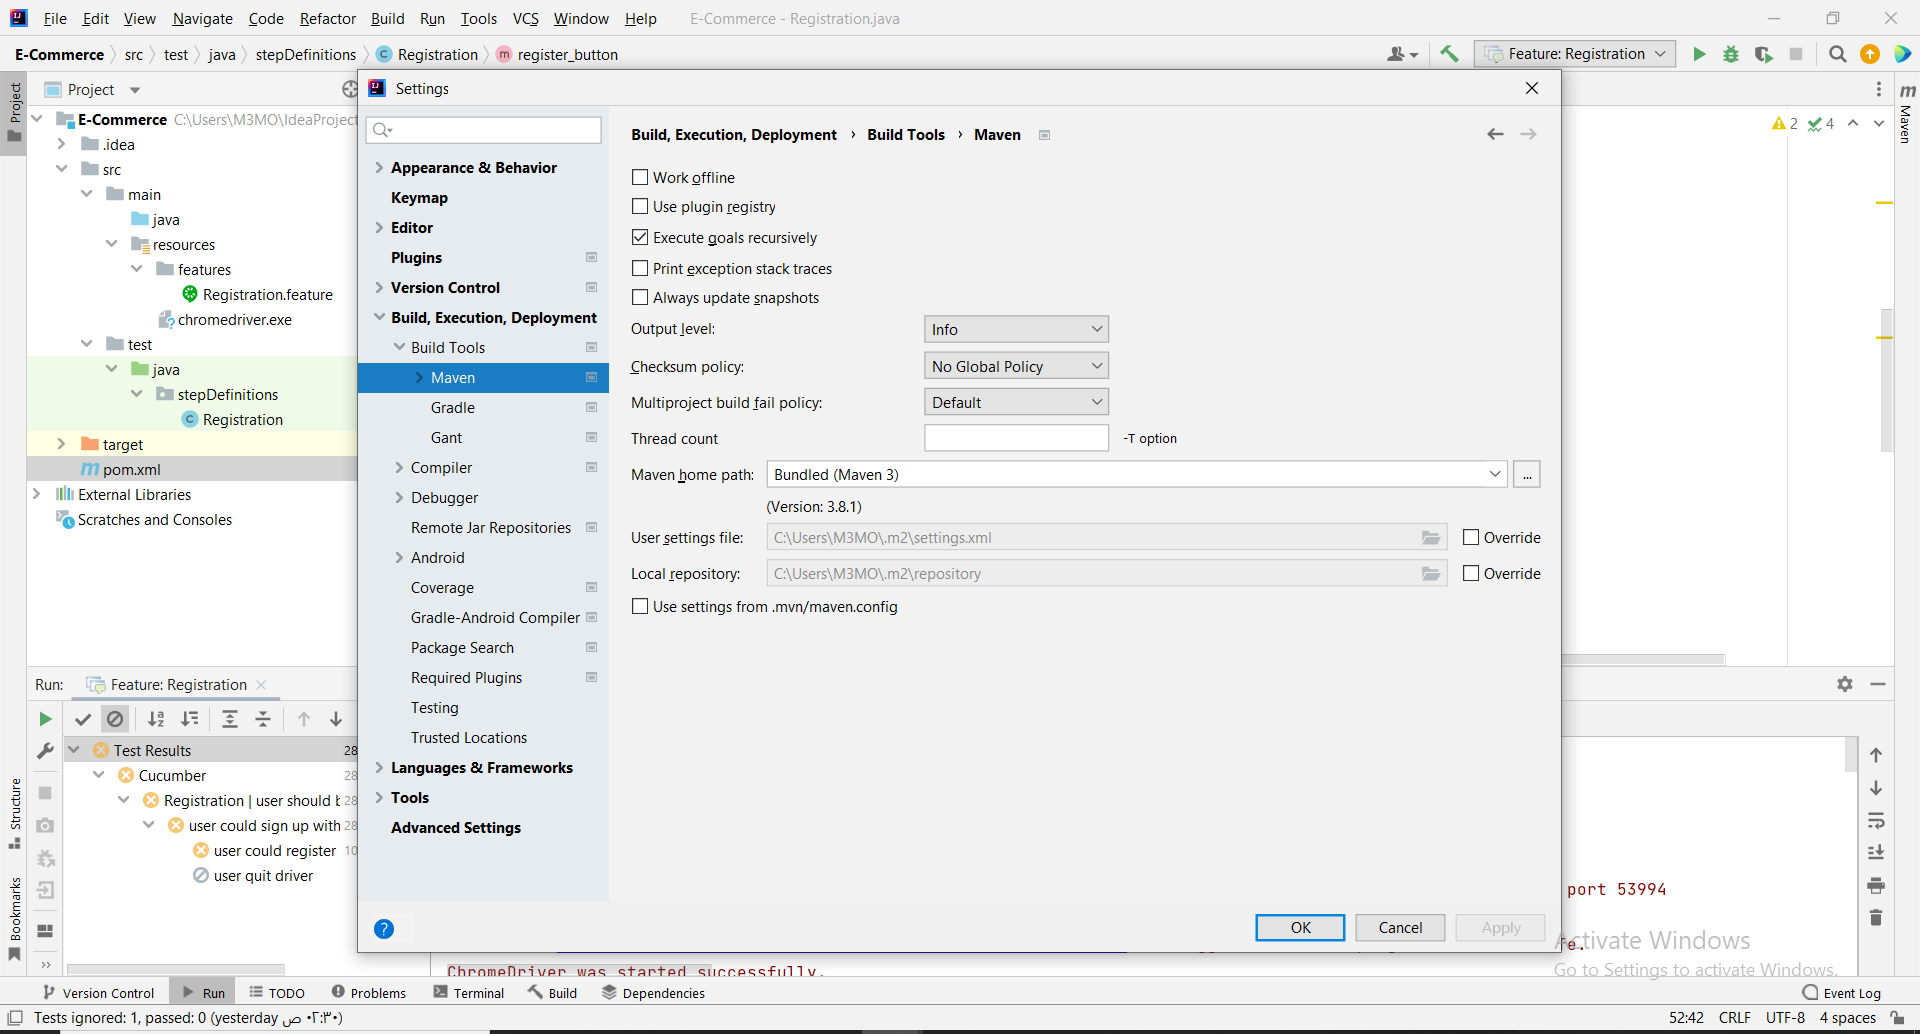 File Edit View Navigate Code Refactor Build Run Tools VCS Window Help E-Commerce - Registration.java
E-Commerce src test java stepDefinitions Registration register_button
Feature: Registration
Project
Project
E-Commerce C:\Users\M3MO\IdeaProject
.idea
src
main
java
resources
features
Registration.feature
chromedriver.exe
test
java
stepDefinitions
Registration
target
pom.xml
External Libraries
Scratches and Consoles
Settings
Appearance & Behavior
Keymap
Editor
Plugins
Version Control
Build, Execution, Deployment
Build Tools
Maven
Gradle
Gant
Compiler
Debugger
Remote Jar Repositories
Android
Coverage
Gradle-Android Compiler
Package Search
Required Plugins
Testing
Trusted Locations
Languages & Frameworks
Tools
Advanced Settings
Build, Execution, Deployment › Build Tools › Maven
Work offline
Use plugin registry
Execute goals recursively
Print exception stack traces
Always update snapshots
Output level: Info
Checksum policy: No Global Policy
Multiproject build fail policy: Default
Thread count -T option
Maven home path: Bundled (Maven 3) ...
(Version: 3.8.1)
User settings file: C:\Users\M3MO\.m2\settings.xml Override
Local repository: C:\Users\M3MO\.m2\repository Override
Use settings from .mvn/maven.config
OK Cancel Apply
2 4
Maven
Run: Feature: Registration
Test Results 28
Cucumber 28
Registration | user should b 28
user could sign up with 28
user could register 10
user quit driver
Structure
Bookmarks
port 53994
re.
ChromeDriver was started successfully.
Activate Windows
Go to Settings to activate Windows.
Version Control Run TODO Problems Terminal Build Dependencies Event Log
Tests ignored: 1, passed: 0 (yesterday ص ٠٢:٣٠) 52:42 CRLF UTF-8 4 spaces